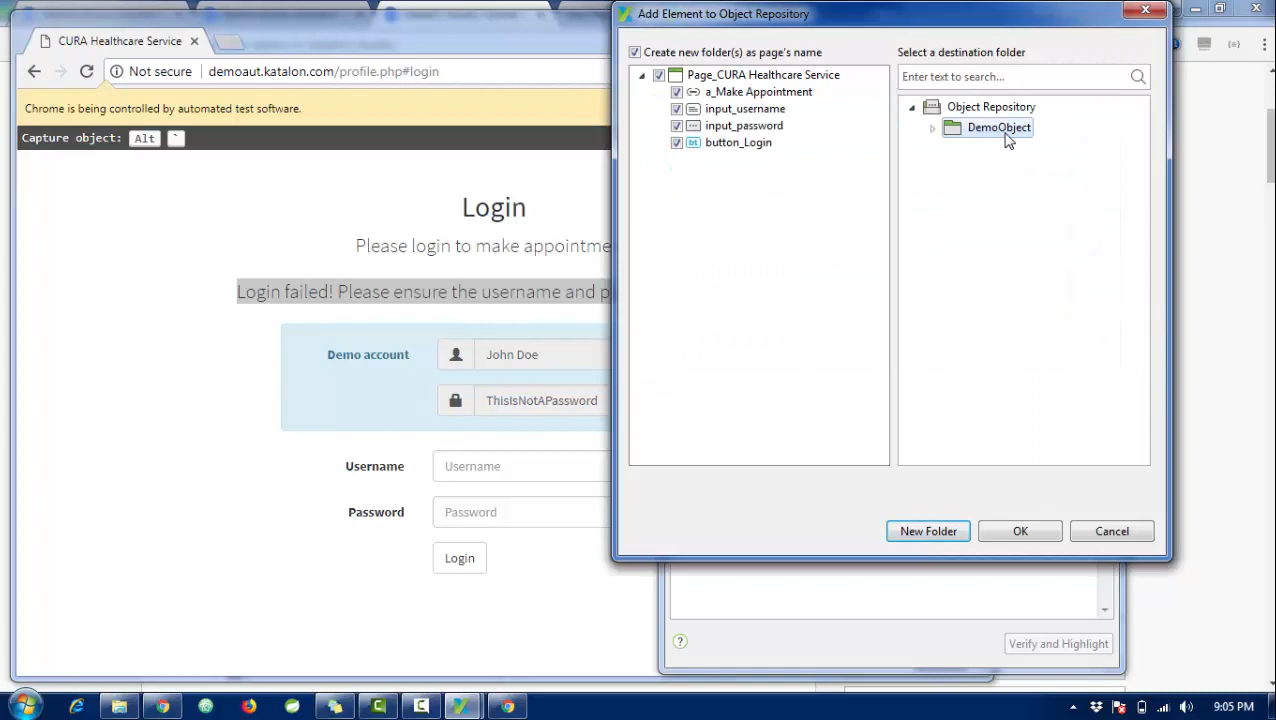 Add Element to Object Repository
CURA Healthcare Service
Not secure
demoaut.katalon.com/profile.php#login
Chrome is being controlled by automated test software.
Capture object: Alt `
Login
Please login to make appointme
Login failed! Please ensure the username and p
Demo account
John Doe
ThisIsNotAPassword
Username
Username
Password
Password
Login
Create new folder(s) as page's name
Page_CURA Healthcare Service
a_Make Appointment
input_username
input_password
bt button_Login
Select a destination folder
Enter text to search...
Object Repository
DemoObject
New Folder
OK
Cancel
?
Verify and Highlight
9:05 PM